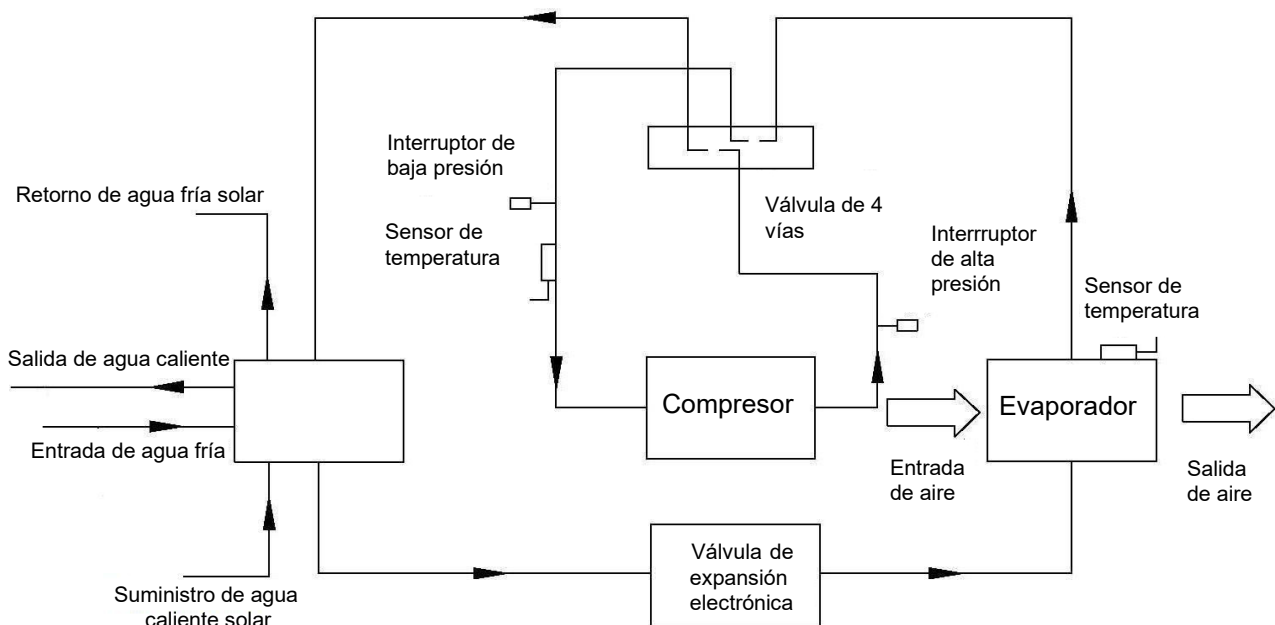 Interruptor de
baja presión
Retorno de agua fría solar
Sensor de
temperatura
Válvula de 4
vías
Interrruptor
de alta
presión
Sensor de
temperatura
Salida de agua caliente
Entrada de agua fría
Compresor
Evaporador
Entrada
de aire
Salida
de aire
Suministro de agua
caliente solar
Válvula de
expansión
electrónica